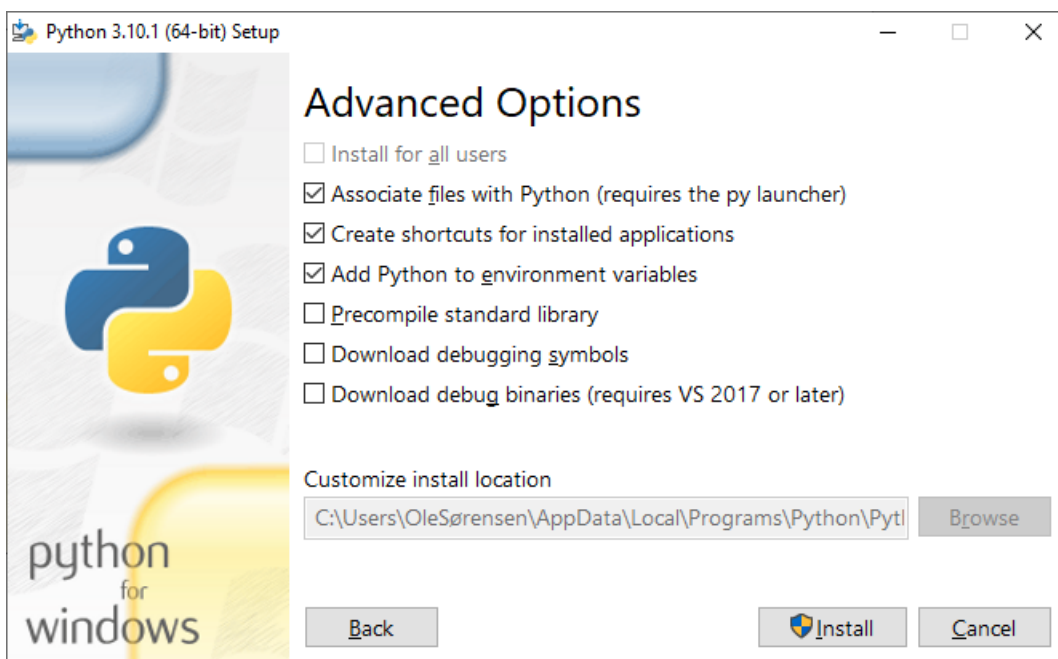 Python 3.10.1 (64-bit) Setup
Advanced Options
Install for all users
Associate files with Python (requires the py launcher)
Create shortcuts for installed applications
Add Python to environment variables
Precompile standard library
Download debugging symbols
Download debug binaries (requires VS 2017 or later)
Customize install location
C:\Users\OleSørensen\AppData\Local\Programs\Python\Pytl
Browse
python
for
windows
Back
Install
Cancel